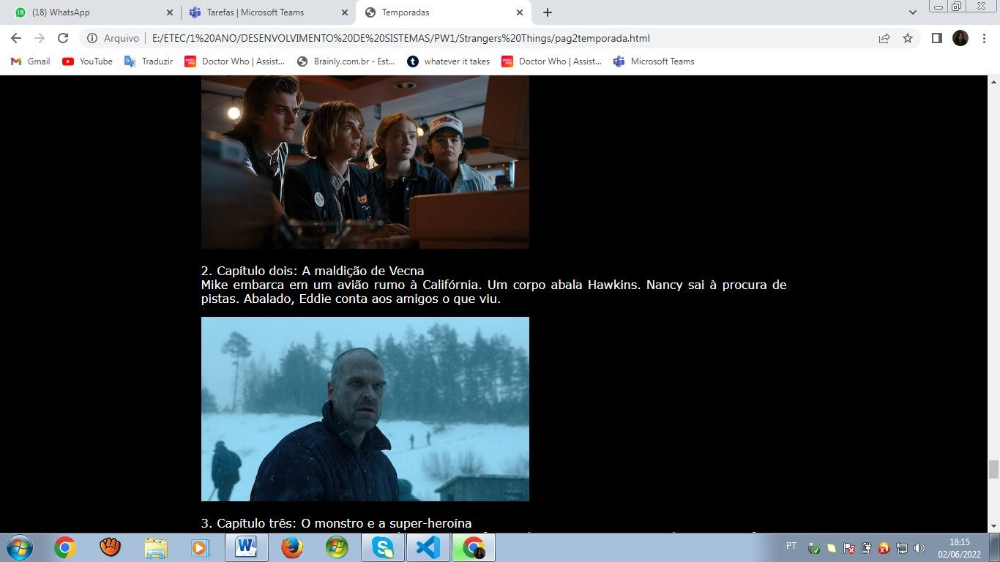 (18) WhatsApp
Tarefas | Microsoft Teams
Temporadas
Arquivo
E:/ETEC/1%20ANO/DESENVOLVIMENTO%20DE%20SISTEMAS/PW1/Strangers%20Things/pag2temporada.html
Gmail
YouTube
Traduzir
Doctor Who | Assist...
Brainly.com.br - Est...
whatever it takes
Doctor Who | Assist...
Microsoft Teams
2. Capítulo dois: A maldição de Vecna
Mike embarca em um avião rumo à Califórnia. Um corpo abala Hawkins. Nancy sai à procura de
pistas. Abalado, Eddie conta aos amigos o que viu.
3. Capítulo três: O monstro e a super-heroína
PT
18:15
02/06/2022